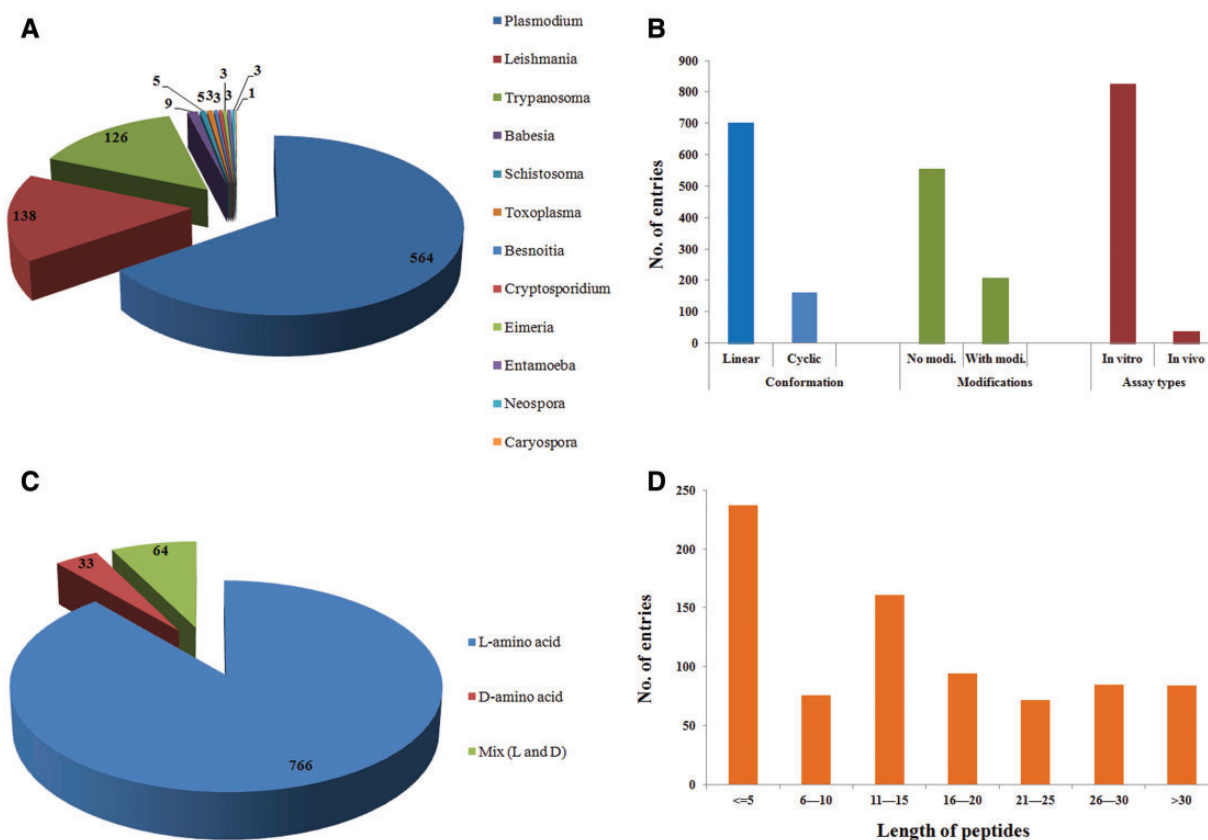 A
564
138
126
9
5
5
3
3
3
3
3
1
Plasmodium
Leishmania
Trypanosoma
Babesia
Schistosoma
Toxoplasma
Besnoitia
Cryptosporidium
Eimeria
Entamoeba
Neospora
Caryospora
B
No. of entries
900
800
700
600
500
400
300
200
100
0
Linear Cyclic No modi. With modi. In vitro In vivo
Conformation Modifications Assay types
C
33
64
766
L-amino acid
D-amino acid
Mix (L and D)
D
No. of entries
250
200
150
100
50
0
<=5 6—10 11—15 16—20 21—25 26—30 >30
Length of peptides